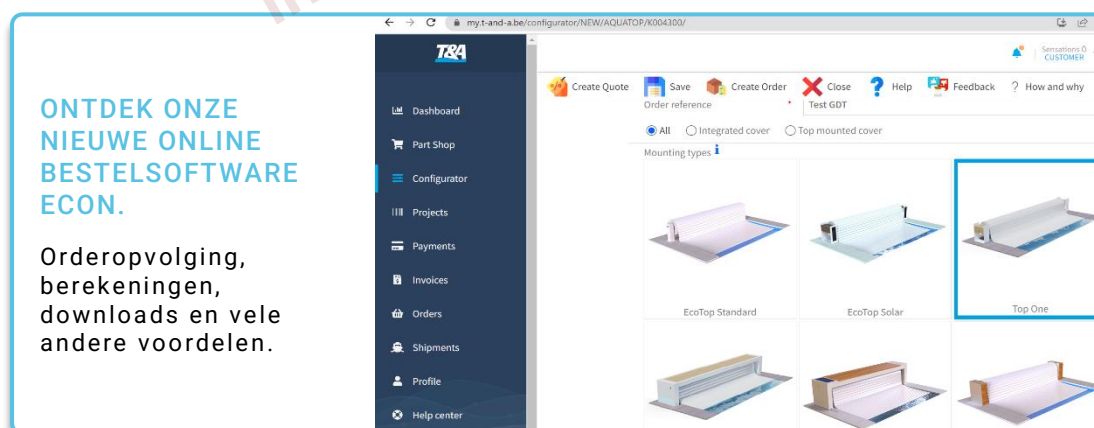 ONTDEK ONZE
NIEUWE ONLINE
BESTELSOFTWARE
ECON.
Orderopvolging,
berekeningen,
downloads en vele
andere voordelen.
my.t-and-a.be/configurator/NEW/AQUATOP/K004300/
T&A
Sensations O
CUSTOMER
Dashboard
Part Shop
Configurator
Projects
Payments
Invoices
Orders
Shipments
Profile
Help center
Create Quote Save Create Order Close ? Help Feedback ? How and why
Order reference * Test GDT
All Integrated cover Top mounted cover
Mounting types i
EcoTop Standard EcoTop Solar Top One